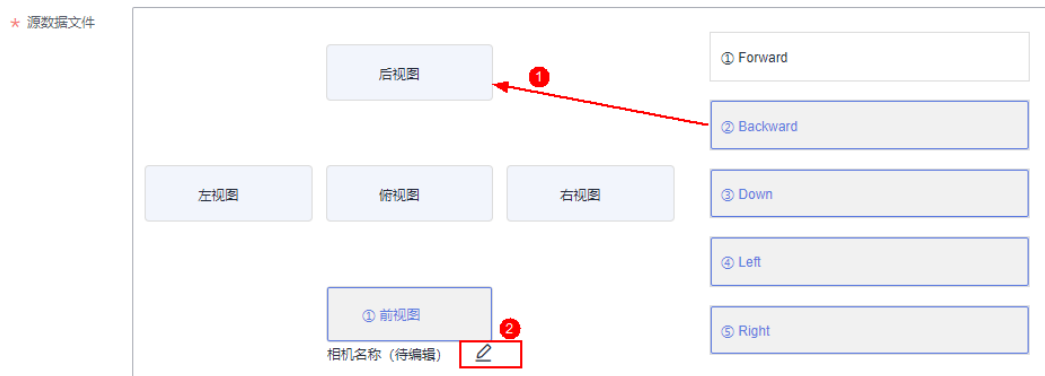 * 源数据文件
后视图
左视图
俯视图
右视图
① 前视图
相机名称（待编辑）
① Forward
② Backward
③ Down
④ Left
⑤ Right
1
2